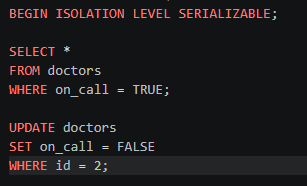 BEGIN ISOLATION LEVEL SERIALIZABLE;
SELECT *
FROM doctors
WHERE on_call = TRUE;
UPDATE doctors
SET on_call = FALSE
WHERE id = 2;